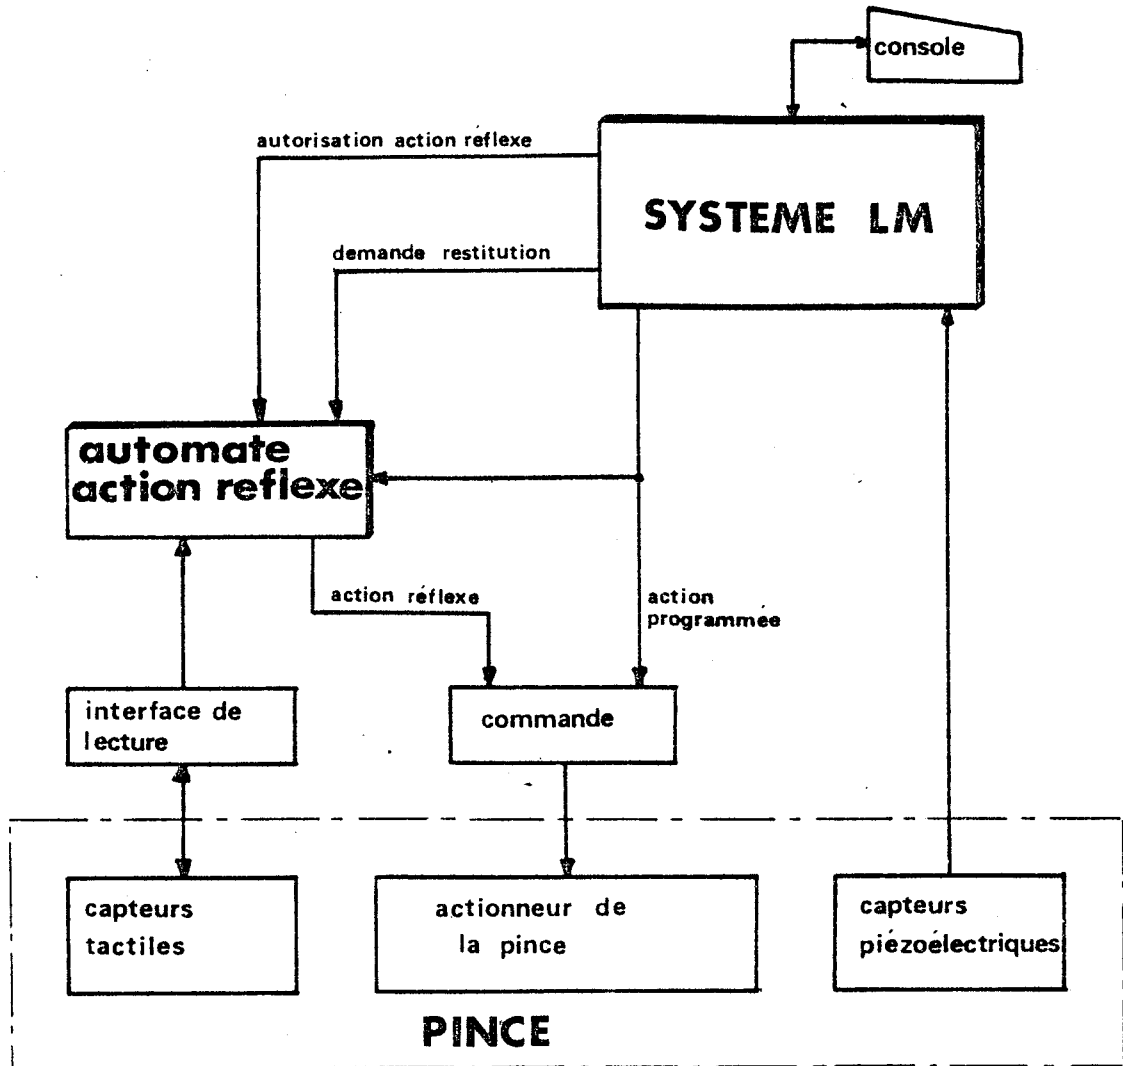 console
autorisation action réflexe
SYSTEME LM
demande restitution
automate
action reflexe
action réflexe
action
programmée
interface de
lecture
commande
capteurs
tactiles
actionneur de
la pince
capteurs
piézoélectriques
PINCE